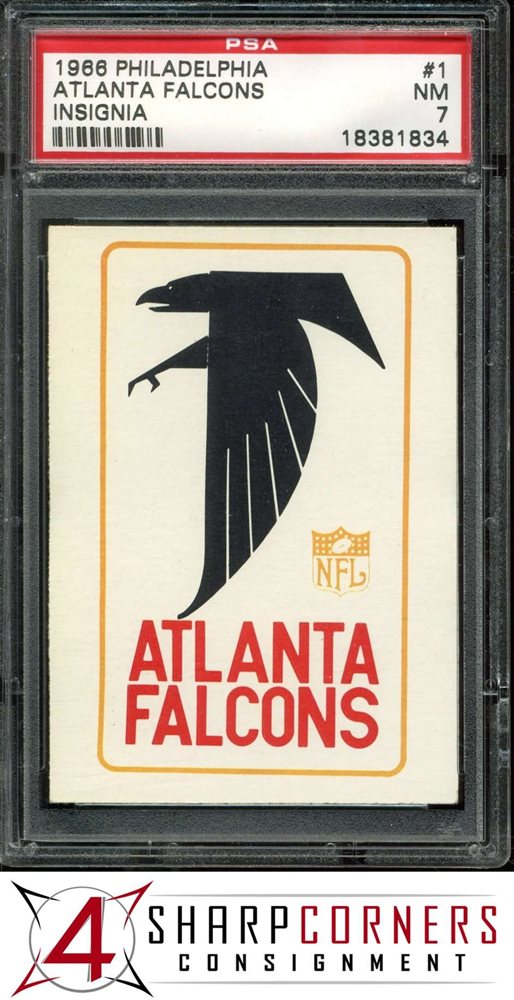 PSA
1966 PHILADELPHIA #1
ATLANTA FALCONS NM
INSIGNIA 7
18381834
NFL
ATLANTA
FALCONS
4 SHARPCORNERS
CONSIGNMENT